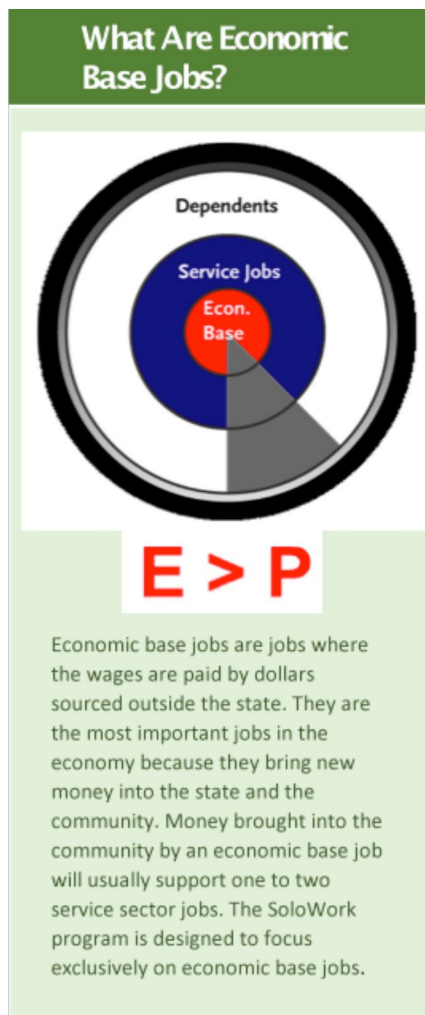 What Are Economic
Base Jobs?
Dependents
Service Jobs
Econ.
Base
E > P
Economic base jobs are jobs where
the wages are paid by dollars
sourced outside the state. They are
the most important jobs in the
economy because they bring new
money into the state and the
community. Money brought into the
community by an economic base job
will usually support one to two
service sector jobs. The SoloWork
program is designed to focus
exclusively on economic base jobs.